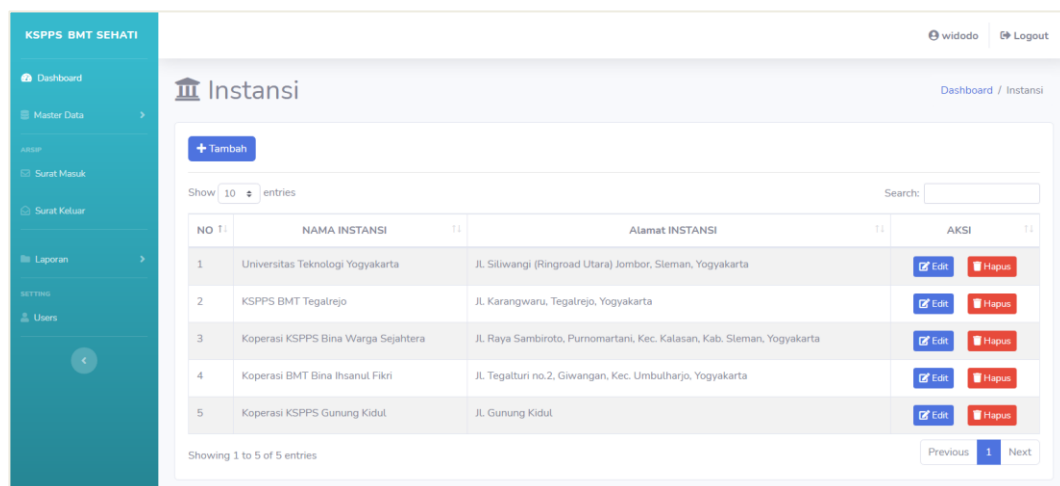 KSPPS BMT SEHATI
widodo Logout
Dashboard
Master Data
ARSIP
Surat Masuk
Surat Keluar
Laporan
SETTING
Users
Instansi
Dashboard / Instansi
+ Tambah
Show 10 entries
Search:
NO NAMA INSTANSI Alamat INSTANSI AKSI
1 Universitas Teknologi Yogyakarta Jl. Siliwangi (Ringroad Utara) Jombor, Sleman, Yogyakarta Edit Hapus
2 KSPPS BMT Tegalrejo Jl. Karangwaru, Tegalrejo, Yogyakarta Edit Hapus
3 Koperasi KSPPS Bina Warga Sejahtera Jl. Raya Sambiroto, Purnomartani, Kec. Kalasan, Kab. Sleman, Yogyakarta Edit Hapus
4 Koperasi BMT Bina Ihsanul Fikri Jl. Tegalturi no.2, Giwangan, Kec. Umbulharjo, Yogyakarta Edit Hapus
5 Koperasi KSPPS Gunung Kidul Jl. Gunung Kidul Edit Hapus
Showing 1 to 5 of 5 entries
Previous 1 Next